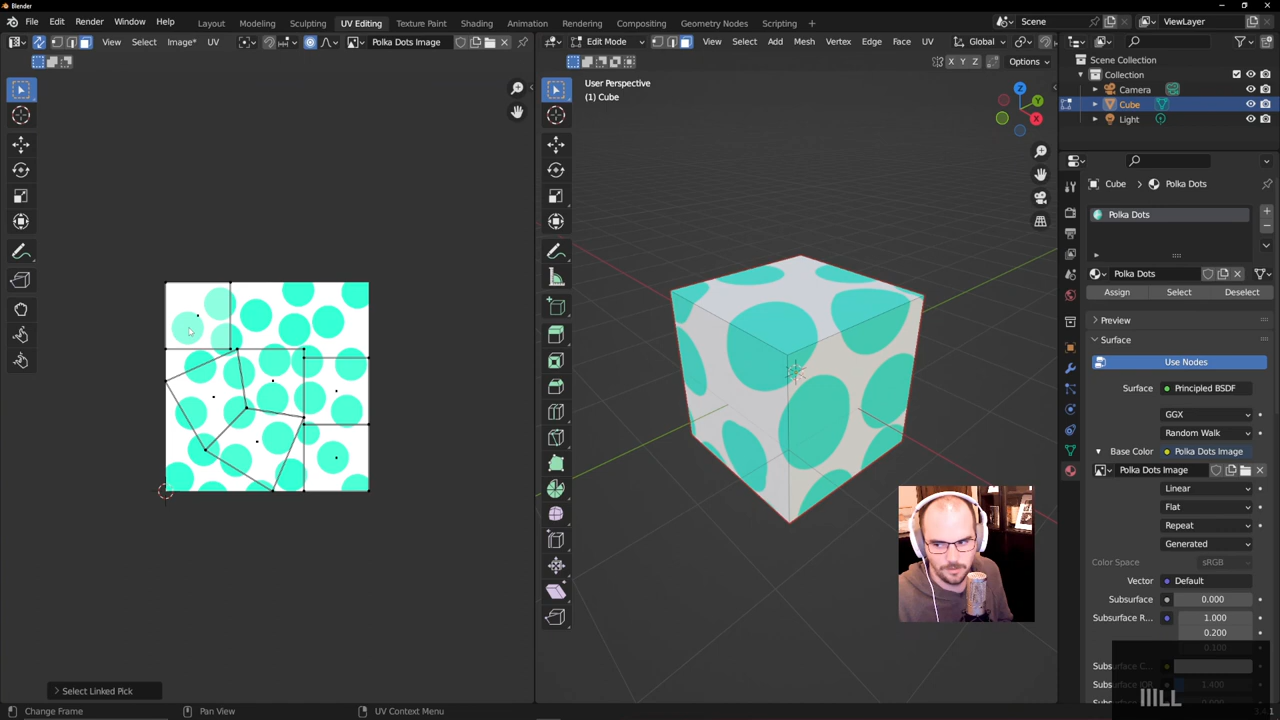 Blender
File Edit Render Window Help Layout Modeling Sculpting UV Editing Texture Paint Shading Animation Rendering Compositing Geometry Nodes Scripting + Scene ViewLayer
View Select Image* UV Polka Dots Image
Edit Mode View Select Add Mesh Vertex Edge Face UV Global
X Y Z Options
User Perspective
(1) Cube
Z
Y
X
Scene Collection
Collection
Camera
Cube
Light
Cube > Polka Dots
Polka Dots
Polka Dots
Assign Select Deselect
Preview
Surface
Use Nodes
Surface Principled BSDF
GGX
Random Walk
Base Color Polka Dots Image
Polka Dots Image
Linear
Flat
Repeat
Generated
Color Space sRGB
Vector Default
Subsurface 0.000
Subsurface R... 1.000
0.200
0.100
Subsurface C...
Subsurface IOR 1.400
> Select Linked Pick
Change Frame Pan View UV Context Menu